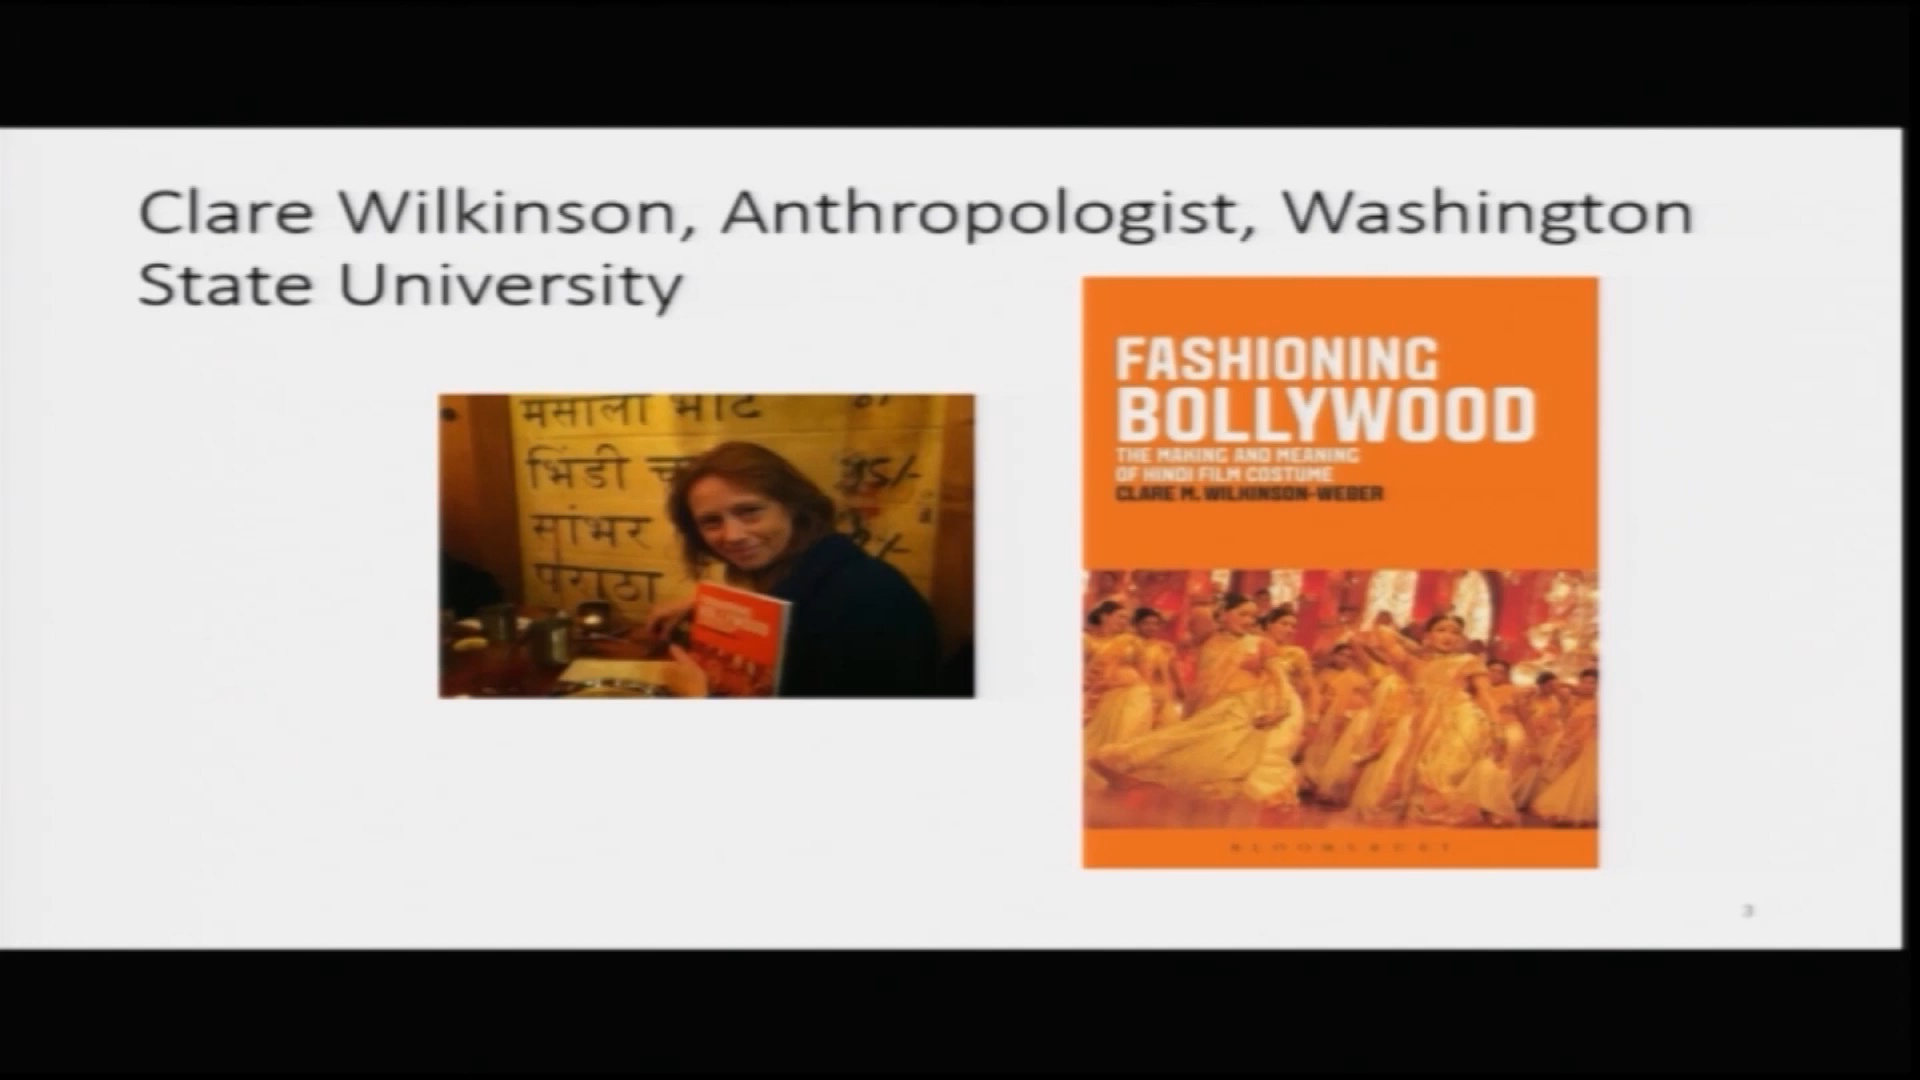 Clare Wilkinson, Anthropologist, Washington
State University
FASHIONING
BOLLYWOOD
THE MAKING AND MEANING
OF HINDI FILM COSTUME
CLARE M. WILKINSON-WEBER
BLOOMSBURY
मसाला
भिंडी
45/-
सांभर
पराठा
3